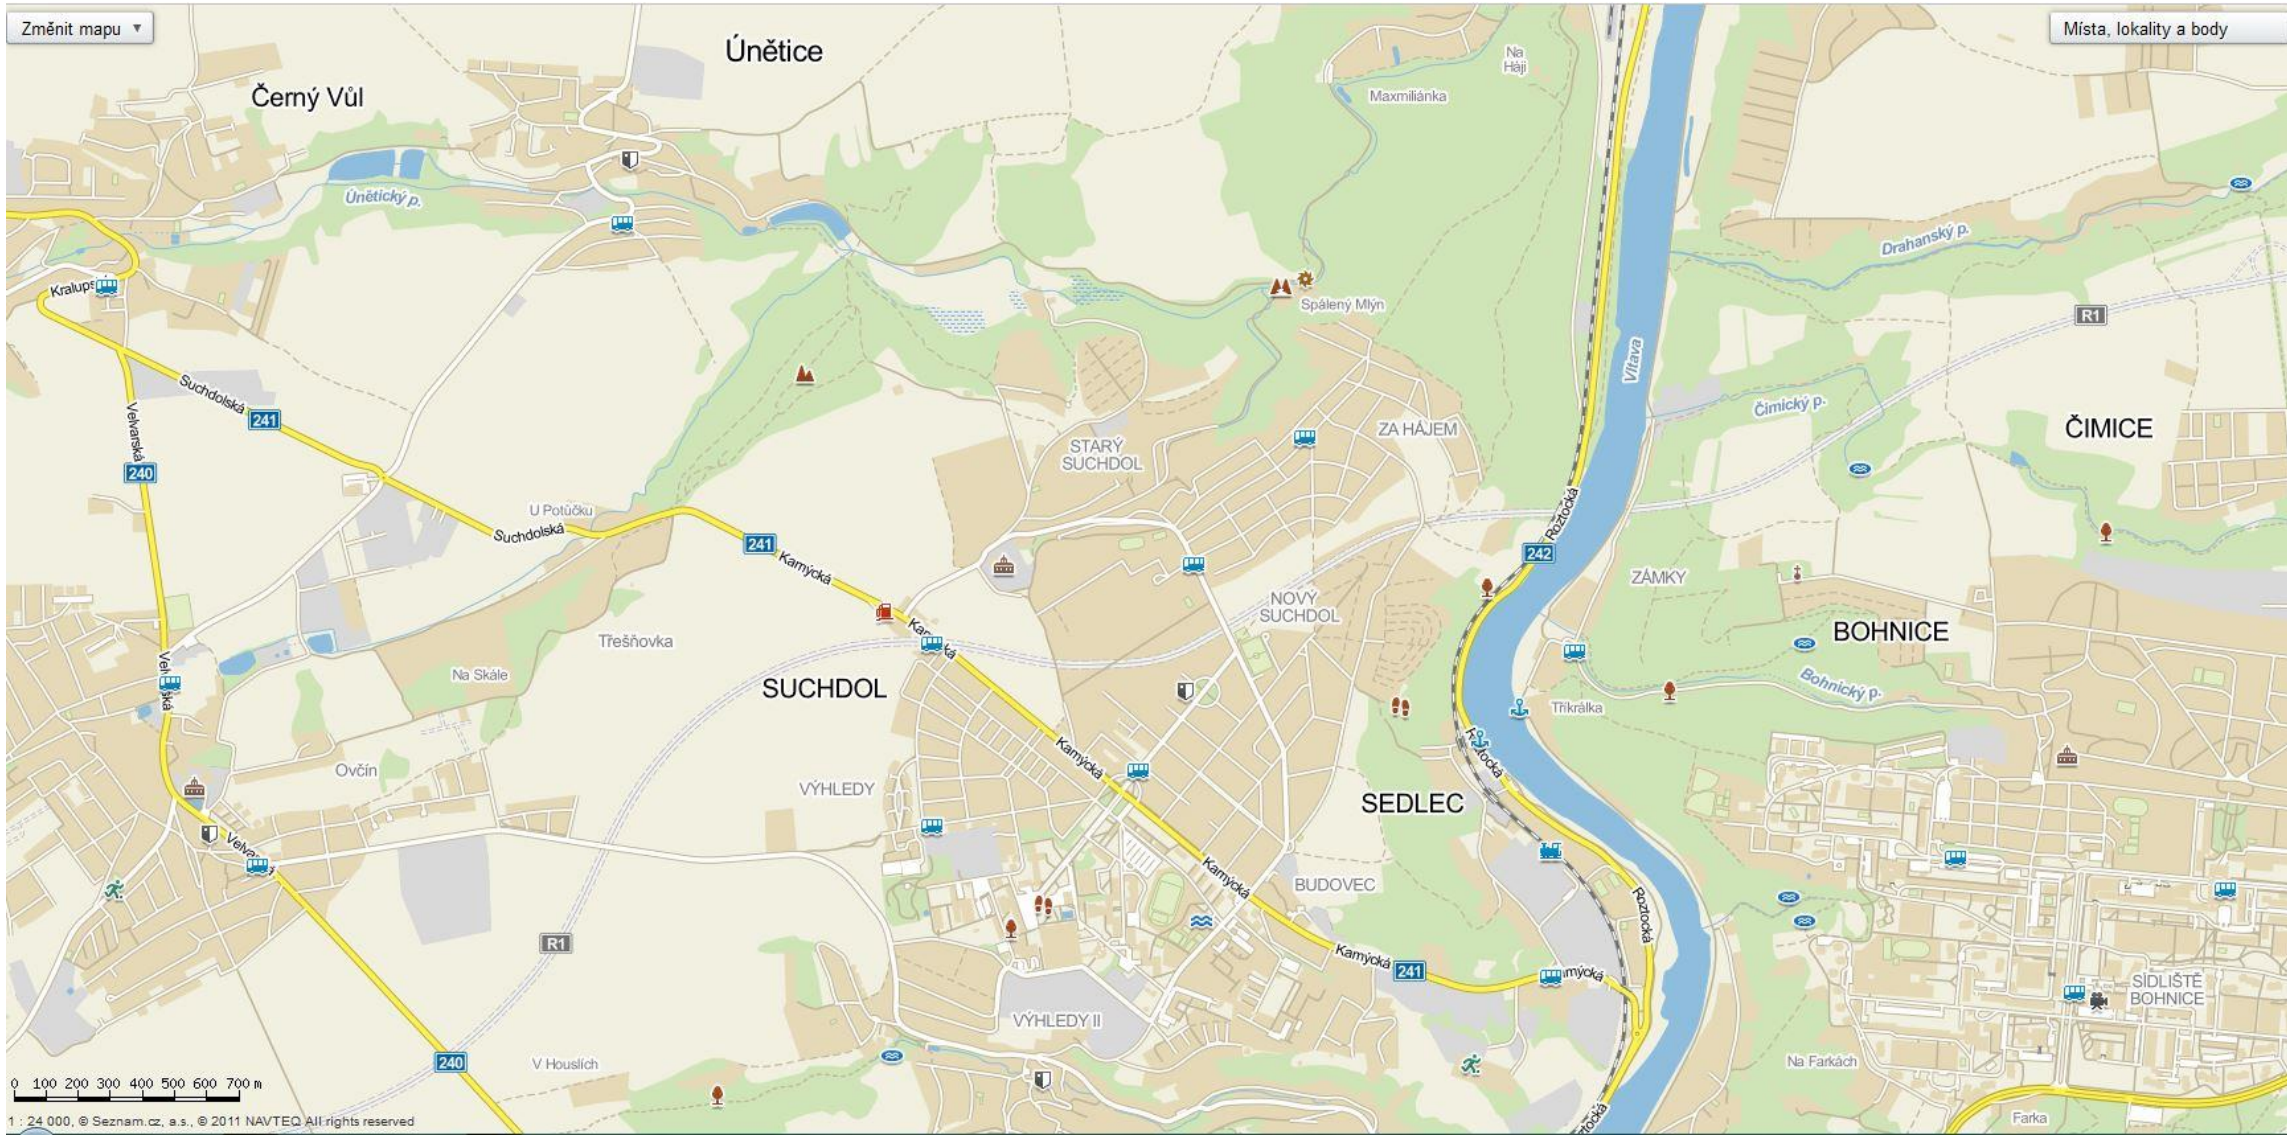 Změnit mapu
Místa, lokality a body
Únětice
Na
Háji
Černý Vůl
Maxmiliánka
Únětický p.
Drahanský p.
Kralups
Spálený Mlýn
R1
Vltava
Suchdolská
241
Velvarská
Čimický p.
ČIMICE
ZA HÁJEM
STARÝ
SUCHDOL
240
U Potůčku
Suchdolská
Roztocká
241
242
Kamýcká
ZÁMKY
NOVÝ
SUCHDOL
Třešňovka
BOHNICE
Na Skále
SUCHDOL
Bohnický p.
Tříkrálka
Kamýcká
Roztocká
Ovčín
VÝHLEDY
SEDLEC
Kamýcká
BUDOVEC
Roztocká
R1
Kamýcká
241
SÍDLIŠTĚ
BOHNICE
VÝHLEDY II
240
V Houslích
Na Farkách
0 100 200 300 400 500 600 700 m
Farka
1 : 24 000, © Seznam.cz, a.s., © 2011 NAVTEQ All rights reserved